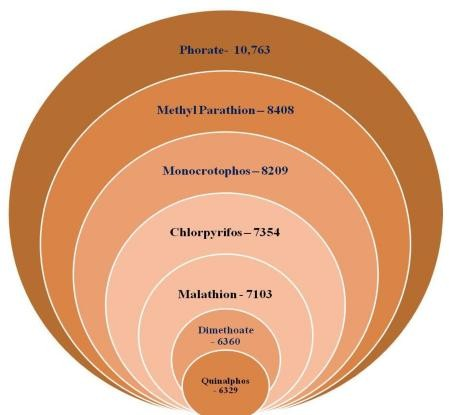 Phorate- 10,763
Methyl Parathion – 8408
Monocrotophos – 8209
Chlorpyrifos – 7354
Malathion - 7103
Dimethoate
- 6360
Quinalphos
- 6329